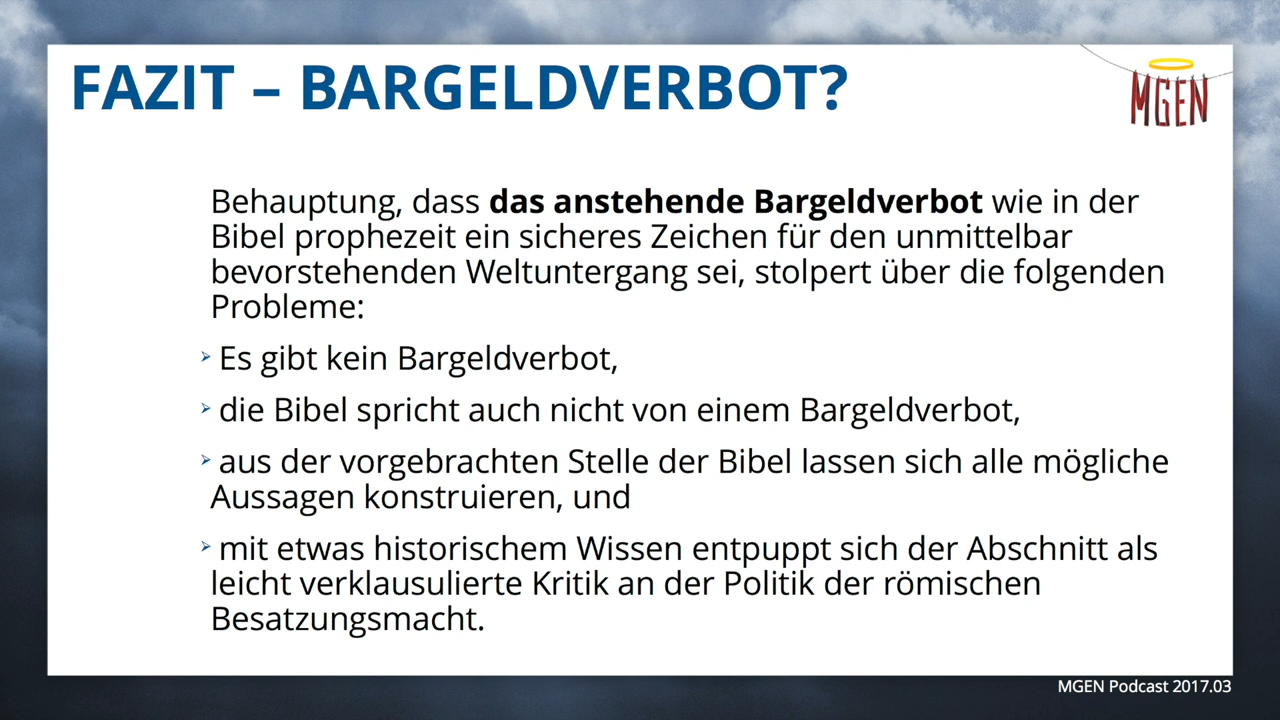 FAZIT – BARGELDVERBOT?
MGEN
Behauptung, dass das anstehende Bargeldverbot wie in der
Bibel prophezeit ein sicheres Zeichen für den unmittelbar
bevorstehenden Weltuntergang sei, stolpert über die folgenden
Probleme:
➢ Es gibt kein Bargeldverbot,
➢ die Bibel spricht auch nicht von einem Bargeldverbot,
➢ aus der vorgebrachten Stelle der Bibel lassen sich alle mögliche
Aussagen konstruieren, und
➢ mit etwas historischem Wissen entpuppt sich der Abschnitt als
leicht verklausulierte Kritik an der Politik der römischen
Besatzungsmacht.
MGEN Podcast 2017.03